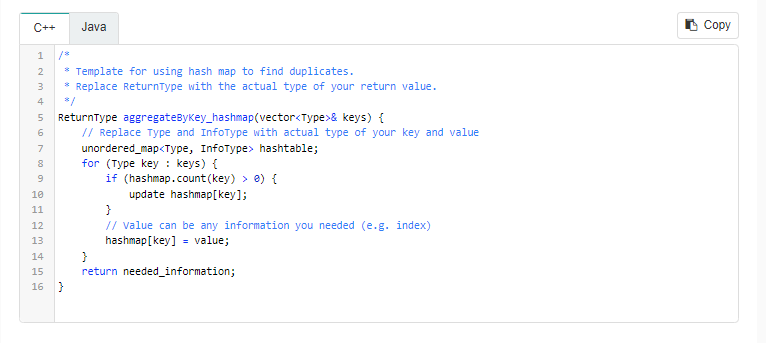 C++ Java Copy
1 /*
2  * Template for using hash map to find duplicates.
3  * Replace ReturnType with the actual type of your return value.
4  */
5 ReturnType aggregateByKey_hashmap(vector<Type>& keys) {
6     // Replace Type and InfoType with actual type of your key and value
7     unordered_map<Type, InfoType> hashtable;
8     for (Type key : keys) {
9         if (hashmap.count(key) > 0) {
10             update hashmap[key];
11         }
12         // Value can be any information you needed (e.g. index)
13         hashmap[key] = value;
14     }
15     return needed_information;
16 }